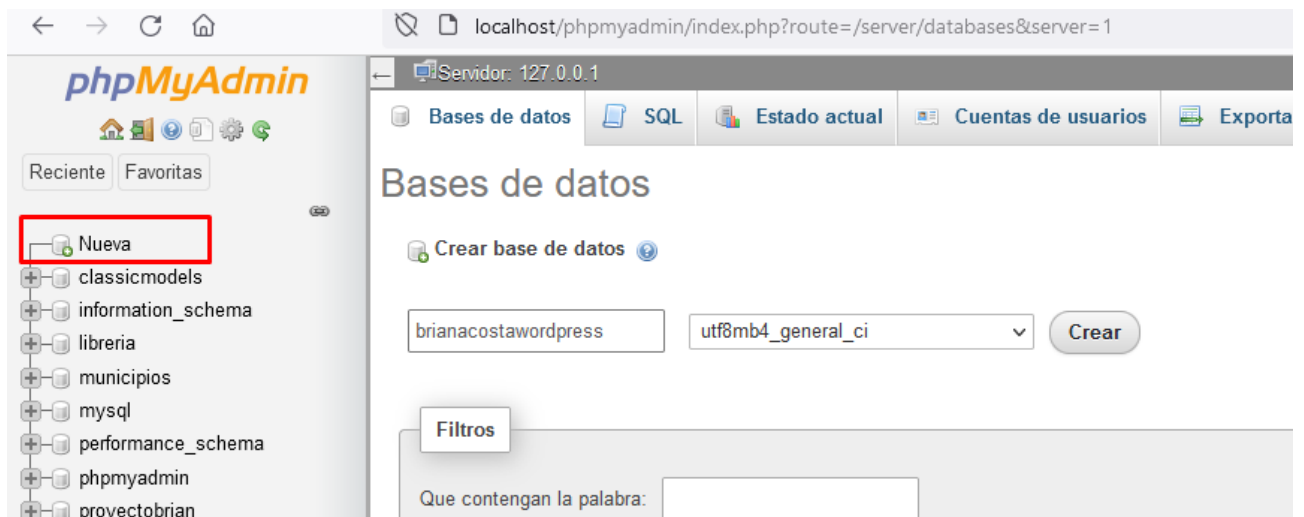 localhost/phpmyadmin/index.php?route=/server/databases&server=1
phpMyAdmin
Reciente Favoritas
Nueva
classicmodels
information_schema
libreria
municipios
mysql
performance_schema
phpmyadmin
proyectobrian
Servidor: 127.0.0.1
Bases de datos SQL Estado actual Cuentas de usuarios Exporta
Bases de datos
Crear base de datos
brianacostawordpress utf8mb4_general_ci Crear
Filtros
Que contengan la palabra: